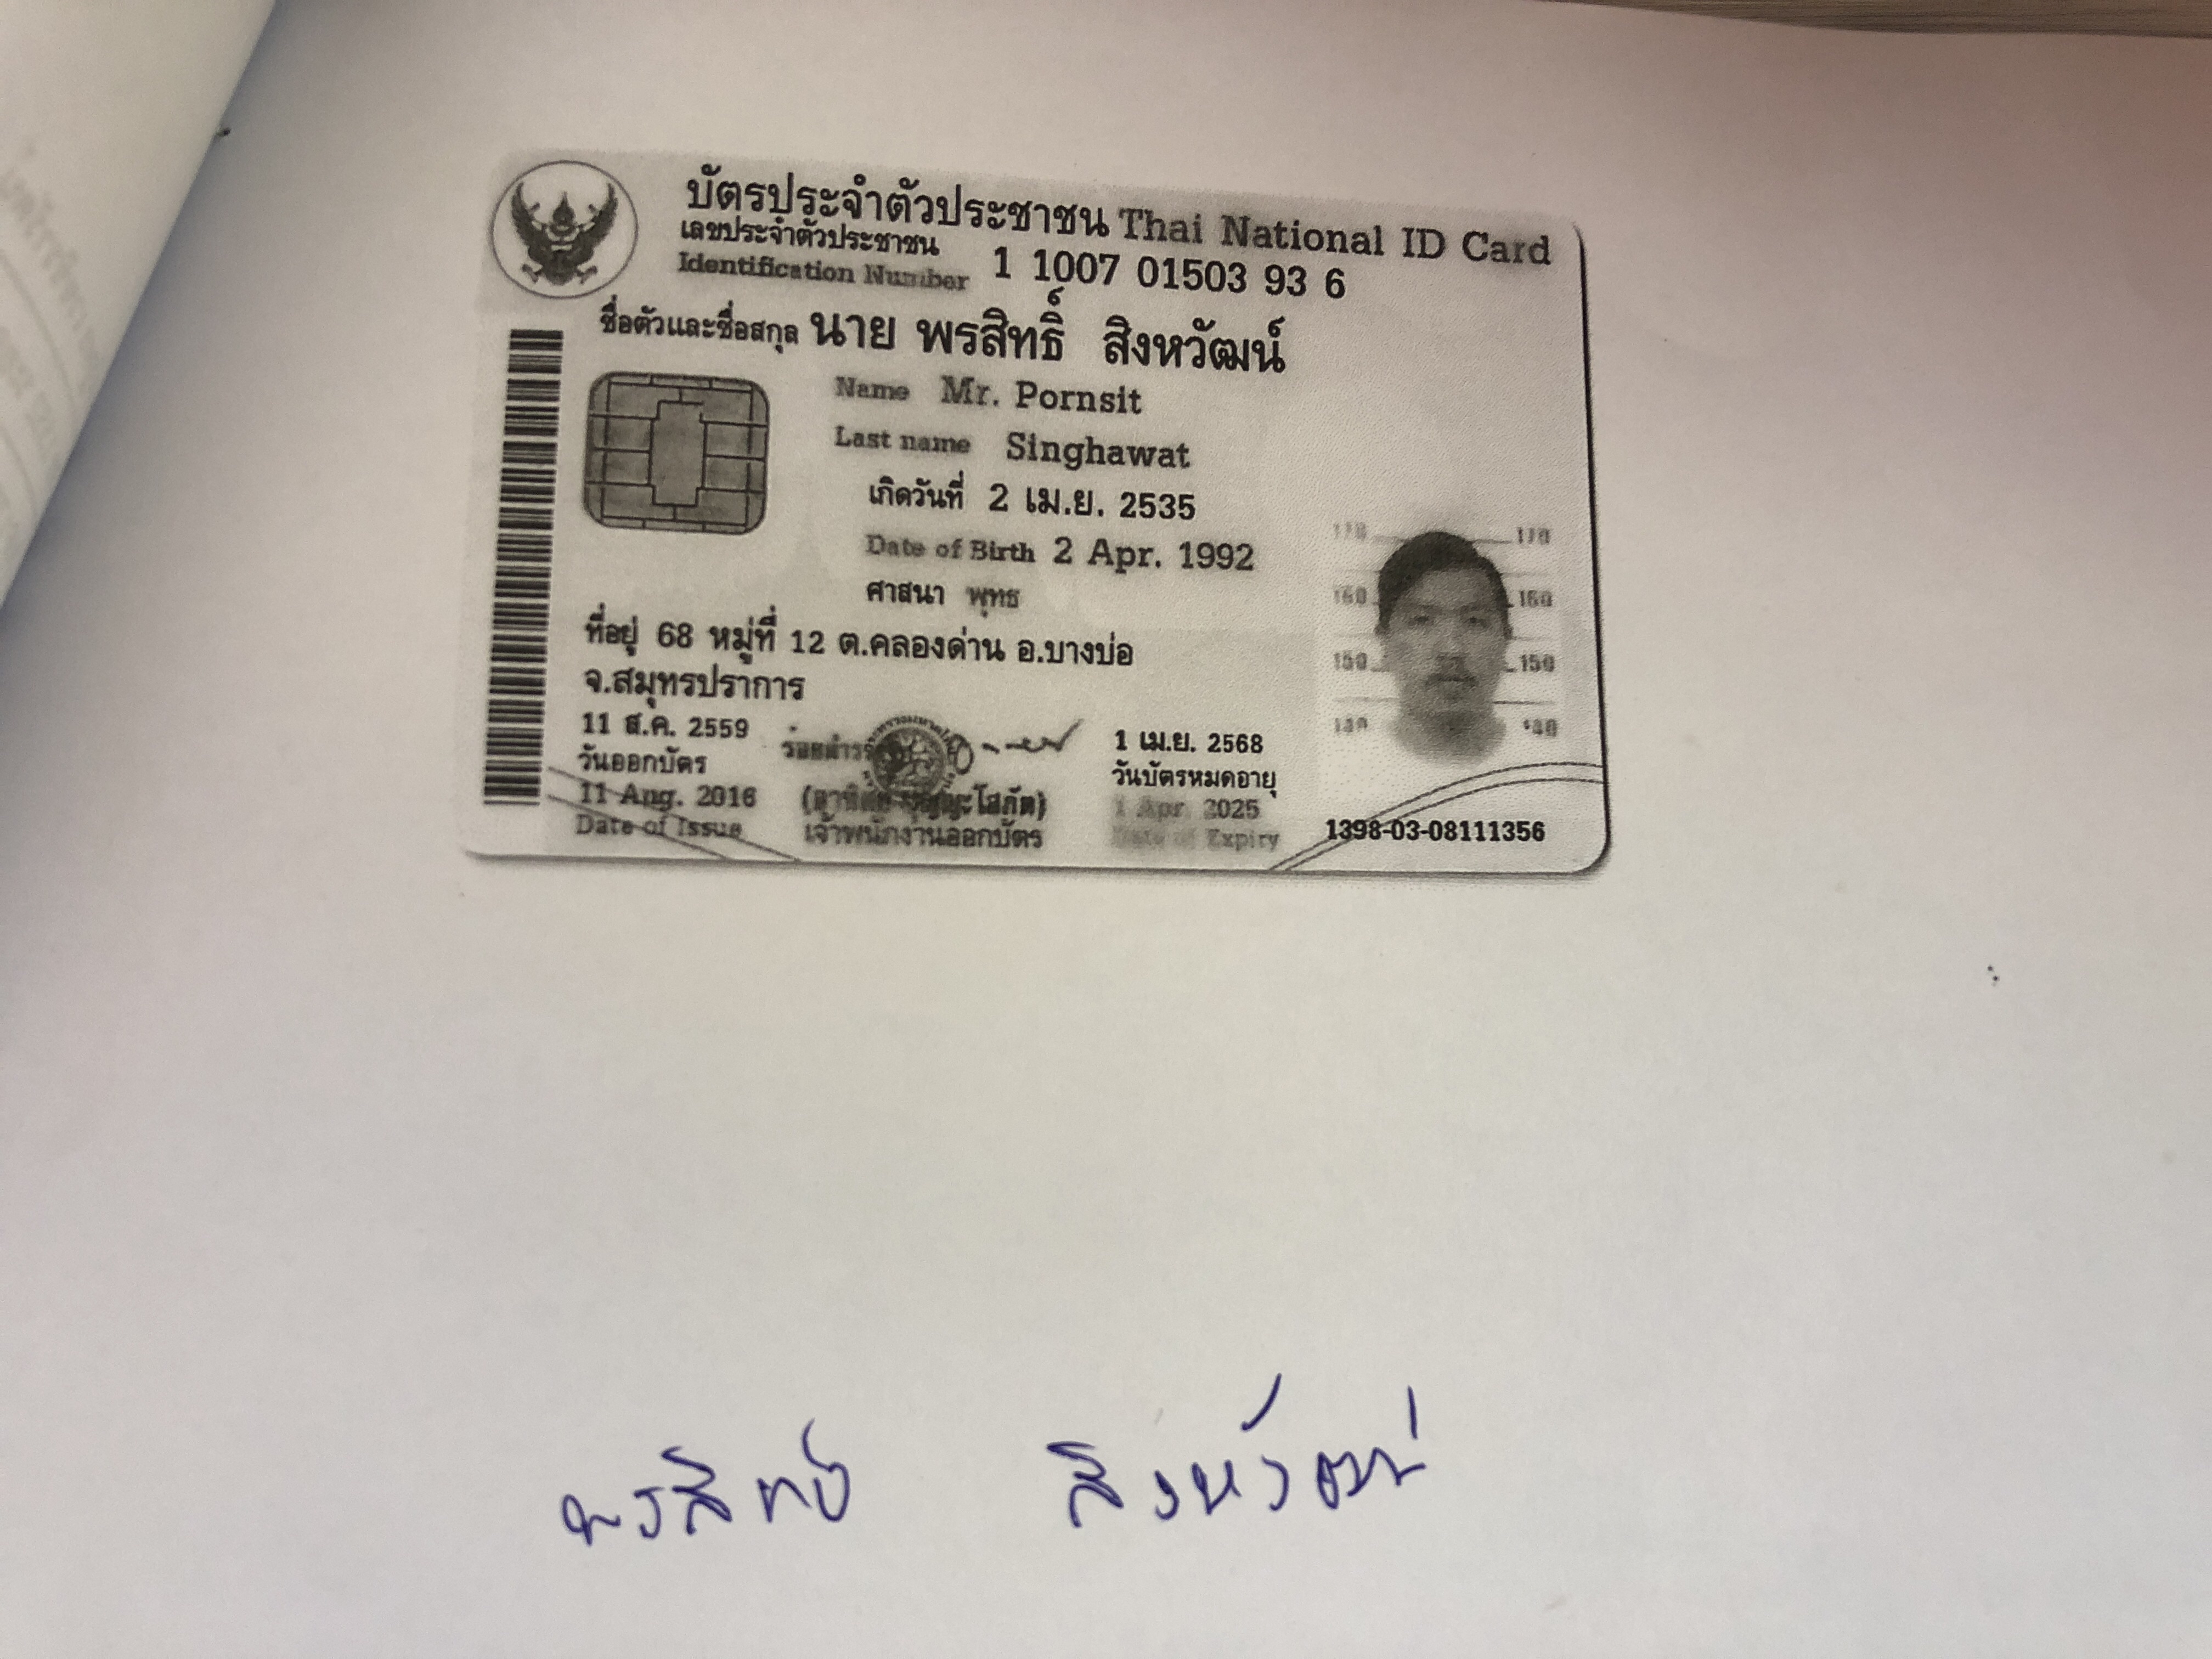 บัตรประจำตัวประชาชน Thai National ID Card
เลขประจำตัวประชาชน
Identification Number 1 1007 01503 93 6
ชื่อตัวและชื่อสกุล นาย พรสิทธิ์ สิงหวัฒน์
Name Mr. Pornsit
Last name Singhawat
เกิดวันที่ 2 เม.ย. 2535
Date of Birth 2 Apr. 1992
ศาสนา พุทธ
ที่อยู่ 68 หมู่ที่ 12 ต.คลองด่าน อ.บางบ่อ
จ.สมุทรปราการ
11 ส.ค. 2559
วันออกบัตร
11 Aug. 2016
Date of Issue
เจ้าพนักงานออกบัตร
1 เม.ย. 2568
วันบัตรหมดอายุ
1 Apr. 2025
Date of Expiry
170 170
160 160
150 150
140 140
1398-03-08111356
พรสิทธิ์ สิงหวัฒน์